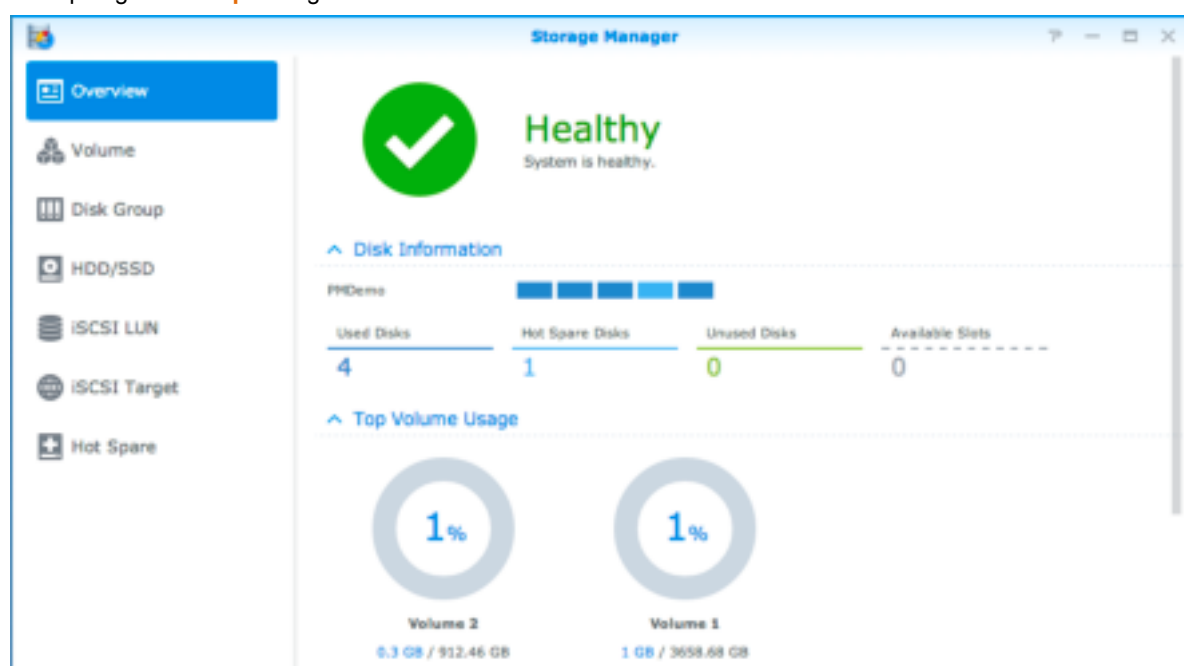 Storage Manager
Overview
Volume
Disk Group
HDD/SSD
iSCSI LUN
iSCSI Target
Hot Spare
Healthy
System is healthy.
Disk Information
PMDemo
Used Disks Hot Spare Disks Unused Disks Available Slots
4 1 0 0
Top Volume Usage
1% 1%
Volume 2 Volume 1
0.3 GB / 912.46 GB 1 GB / 3658.68 GB